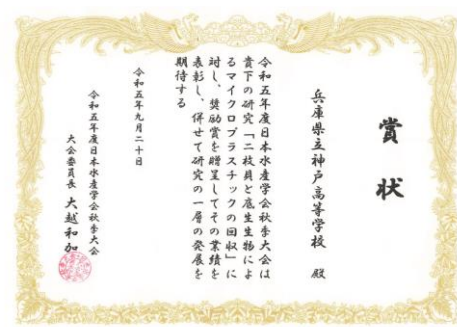 賞状
兵庫県立神戸高等学校 殿
令和五年度日本水産学会秋季大会は
貴下の研究「二枚貝と底生生物によ
るマイクロプラスチックの回収」に
対し、奨励賞を贈呈してその業績を
表彰し、併せて研究の一層の発展を
期待する
令和五年九月二十日
令和五年度日本水産学会秋季大会
大会委員長 大越和加